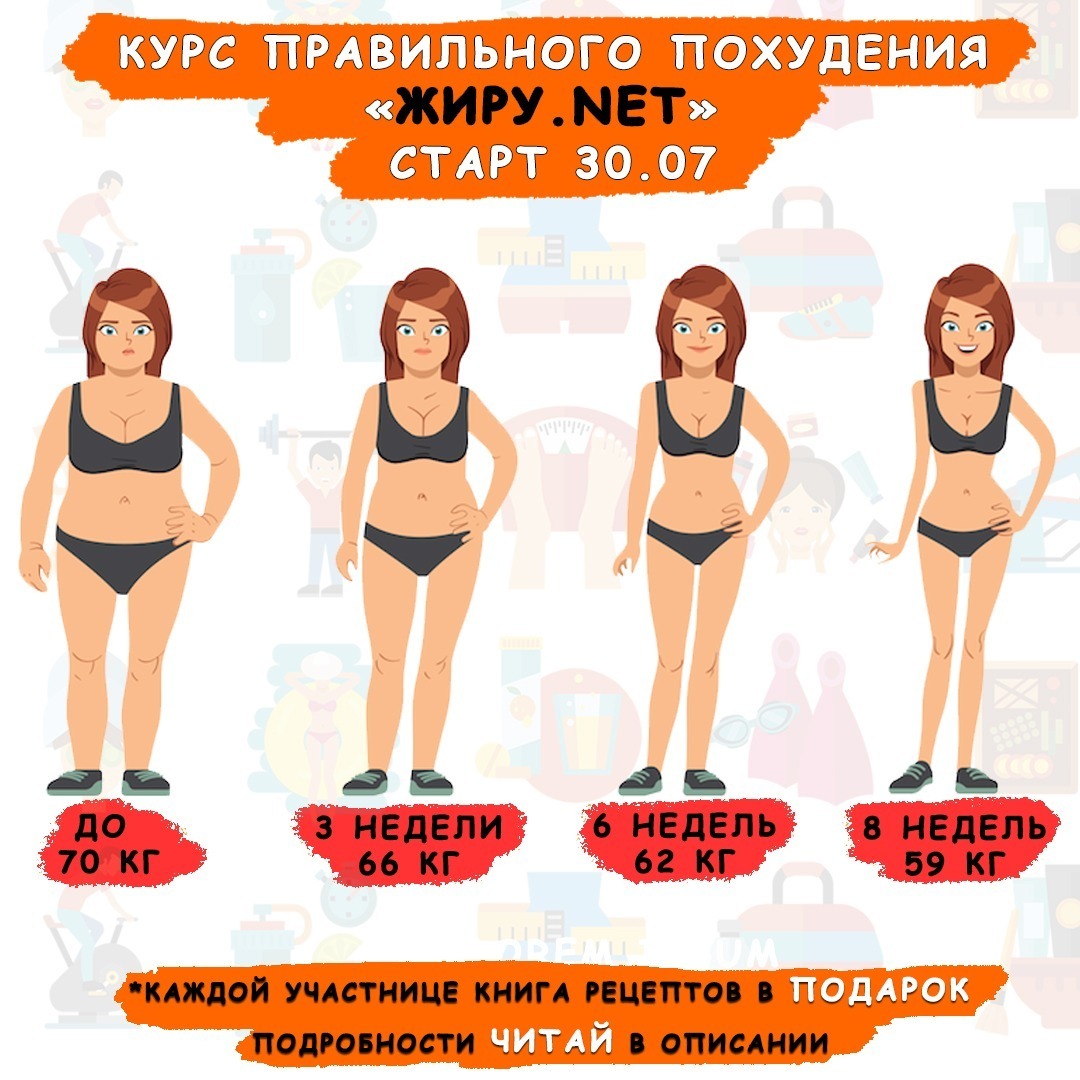 КУРС ПРАВИЛЬНОГО ПОХУДЕНИЯ
«ЖИРУ.NET»
СТАРТ 30.07
ДО
70 КГ
3 НЕДЕЛИ
66 КГ
6 НЕДЕЛЬ
62 КГ
8 НЕДЕЛЬ
59 КГ
*КАЖДОЙ УЧАСТНИЦЕ КНИГА РЕЦЕПТОВ В ПОДАРОК
ПОДРОБНОСТИ ЧИТАЙ В ОПИСАНИИ